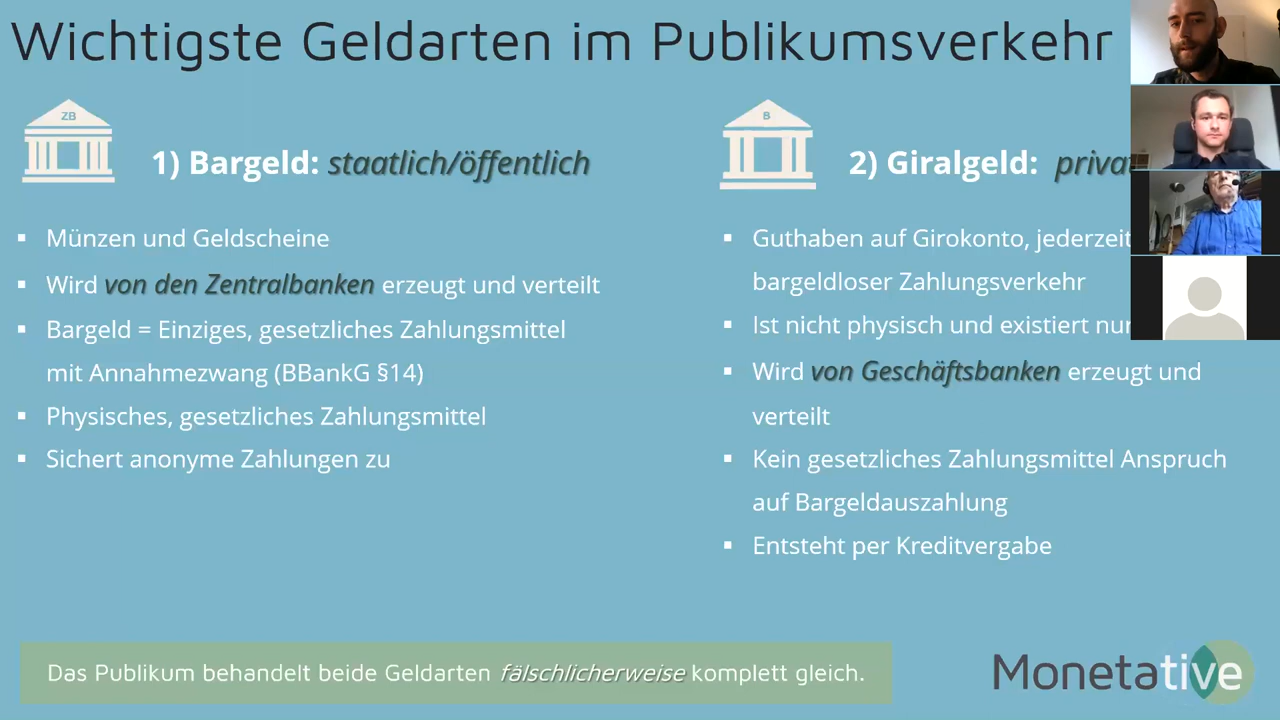 Wichtigste Geldarten im Publikumsverkehr
ZB
1) Bargeld: staatlich/öffentlich
▪ Münzen und Geldscheine
▪ Wird von den Zentralbanken erzeugt und verteilt
▪ Bargeld = Einziges, gesetzliches Zahlungsmittel
mit Annahmezwang (BBankG §14)
▪ Physisches, gesetzliches Zahlungsmittel
▪ Sichert anonyme Zahlungen zu
B
2) Giralgeld: privat
▪ Guthaben auf Girokonto, jederzeit
bargeldloser Zahlungsverkehr
▪ Ist nicht physisch und existiert nur
▪ Wird von Geschäftsbanken erzeugt und
verteilt
▪ Kein gesetzliches Zahlungsmittel Anspruch
auf Bargeldauszahlung
▪ Entsteht per Kreditvergabe
Das Publikum behandelt beide Geldarten fälschlicherweise komplett gleich.
Monetative